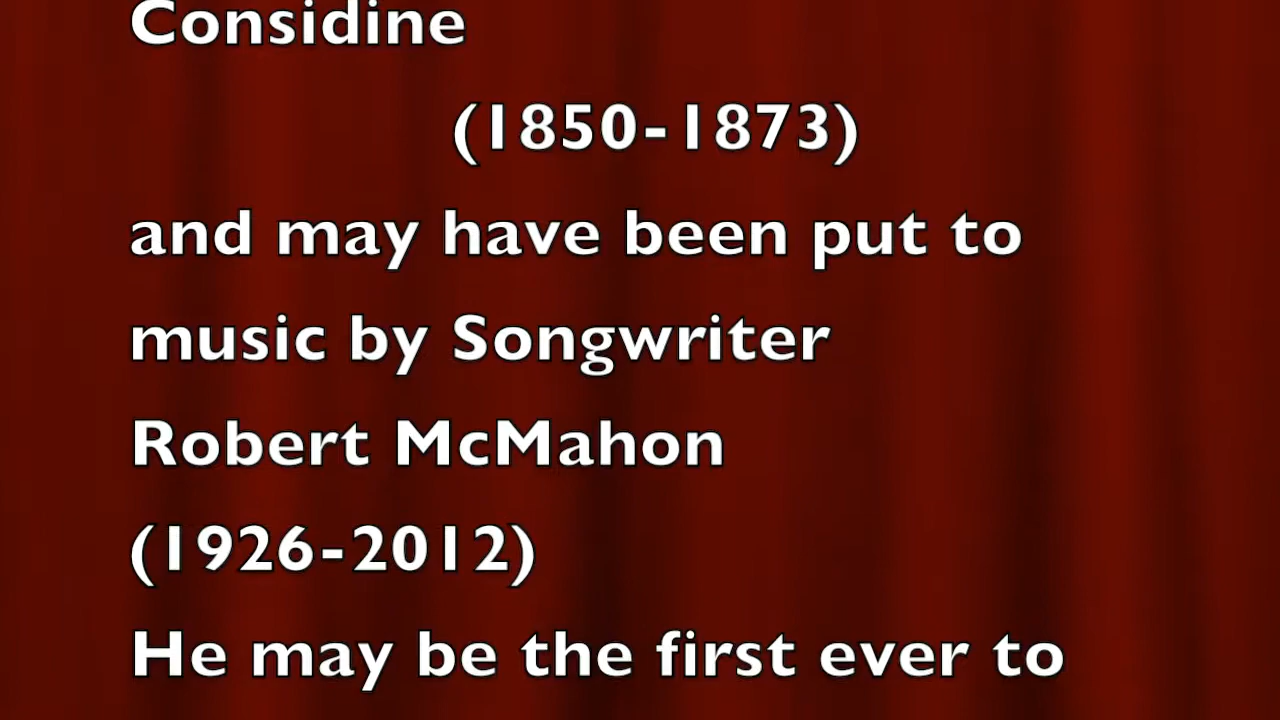 Considine
(1850-1873)
and may have been put to
music by Songwriter
Robert McMahon
(1926-2012)
He may be the first ever to